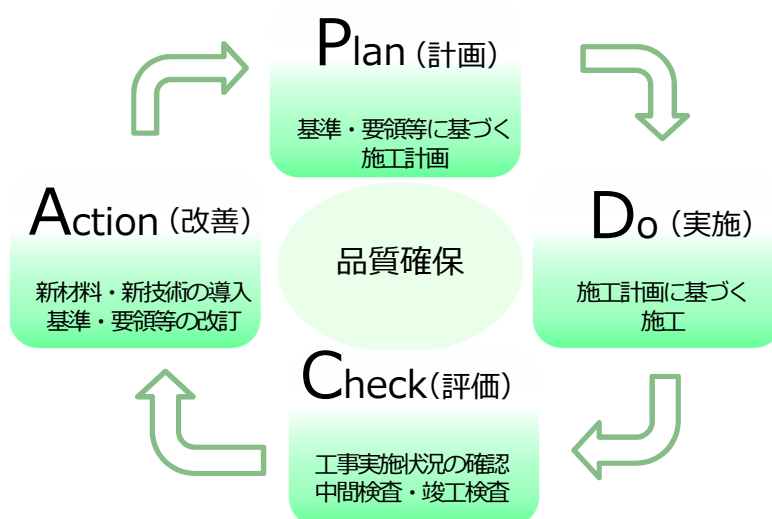 Plan(計画)
基準・要領等に基づく
施工計画
Action(改善)
新材料・新技術の導入
基準・要領等の改訂
品質確保
Do(実施)
施工計画に基づく
施工
Check(評価)
工事実施状況の確認
中間検査・竣工検査